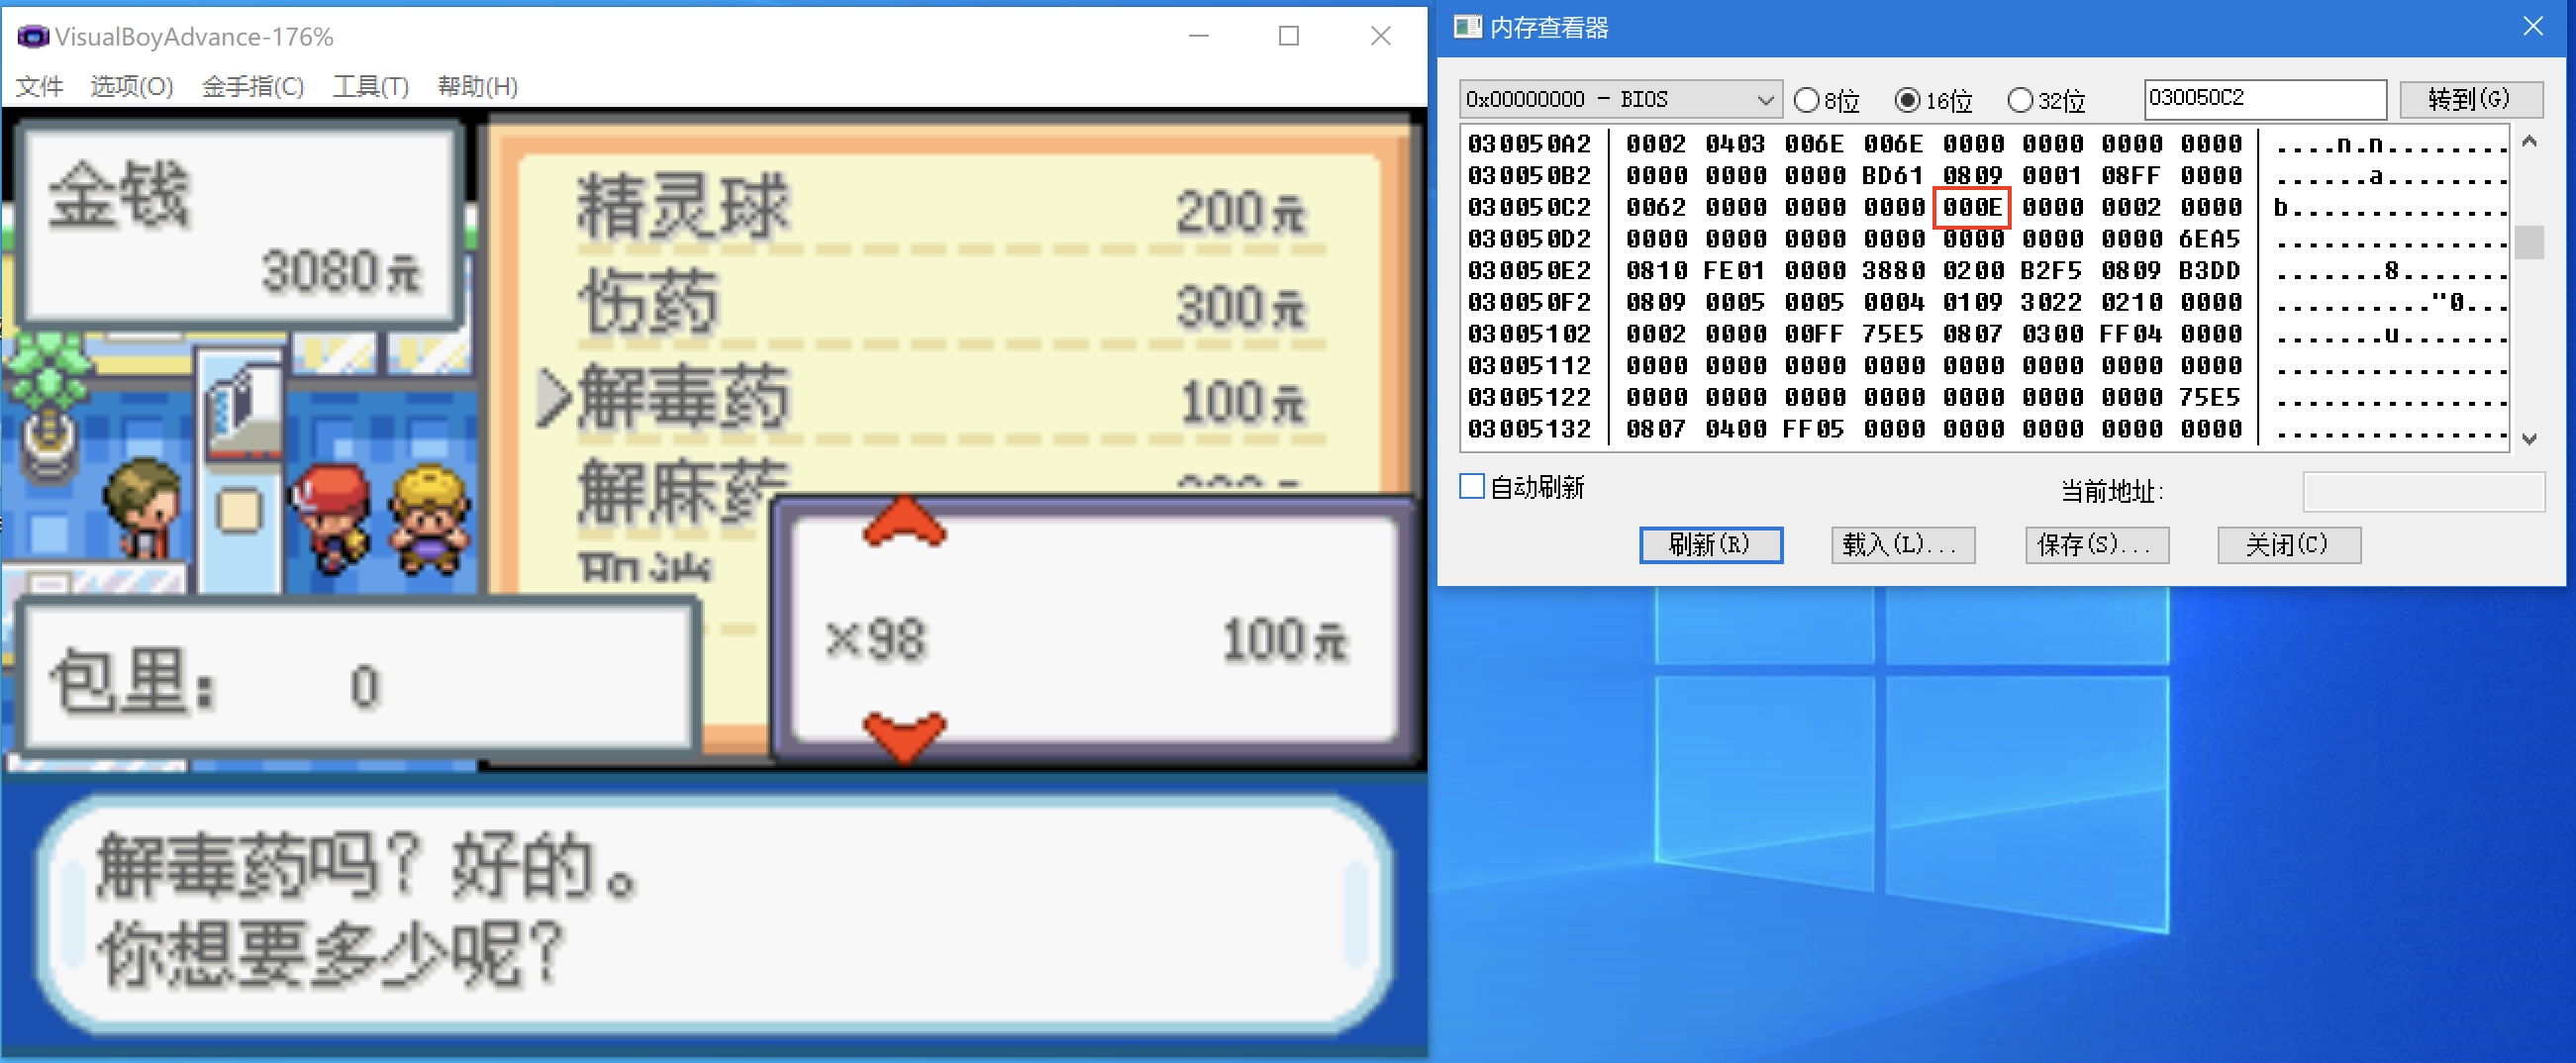 VisualBoyAdvance-176%
文件 选项(O) 金手指(C) 工具(T) 帮助(H)
金钱
3080元
精灵球 200元
伤药 300元
解毒药 100元
解麻药
取消
包里： 0
×98 100元
解毒药吗？好的。
你想要多少呢？
内存查看器
0x00000000 - BIOS 8位 16位 32位 030050C2 转到(G)
030050A2 0002 0403 006E 006E 0000 0000 0000 0000 ....n.n.........
030050B2 0000 0000 0000 BD61 0809 0001 08FF 0000 ......a.........
030050C2 0062 0000 0000 0000 000E 0000 0002 0000 b...............
030050D2 0000 0000 0000 0000 0000 0000 0000 6EA5 ................
030050E2 0810 FE01 0000 3880 0200 B2F5 0809 B3DD .......8........
030050F2 0809 0005 0005 0004 0109 3022 0210 0000 .........."0....
03005102 0002 0000 00FF 75E5 0807 0300 FF04 0000 .......u........
03005112 0000 0000 0000 0000 0000 0000 0000 0000 ................
03005122 0000 0000 0000 0000 0000 0000 0000 75E5 ................
03005132 0807 0400 FF05 0000 0000 0000 0000 0000 ................
自动刷新 当前地址:
刷新(R) 载入(L)... 保存(S)... 关闭(C)